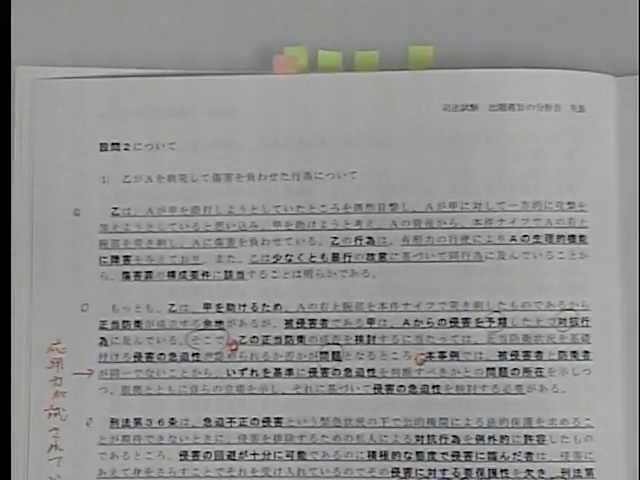 司法試験 出題趣旨の分析
設問2について
(1) 乙がAを刺突して傷害を負わせた行為について
乙は、Aが甲を殴打しようとしていたところを偶然目撃し、Aが甲に対して一方的に攻撃を
加えようとしていると思い込み、甲を助けようと考え、Aの背後から、本件ナイフでAの右上
腕部を突き刺し、Aに傷害を負わせている。乙の行為は、有形力の行使によりAの生理的機能
に障害を与えており、また、乙は少なくとも暴行の故意に基づいて同行為に及んでいることか
ら、傷害罪の構成要件に該当することは明らかである。
もっとも、乙は、甲を助けるため、Aの右上腕部を本件ナイフで突き刺したものであるから
正当防衛が成立する余地があるが、被侵害者である甲は、Aからの侵害を予期した上で対抗行
為に及んでいる。そこで、乙の正当防衛の成否を検討するに当たっては、正当防衛状況を基礎
付ける侵害の急迫性が認められるか否かが問題となるところ、本事例では、被侵害者と防衛者
が同一でないことから、いずれを基準に侵害の急迫性を判断すべきかとの問題の所在を示しつ
つ、根拠とともに自らの立場を示し、それに基づいて侵害の急迫性を検討する必要がある。
刑法第36条は、急迫不正の侵害という緊急状況の下で公的機関による法的保護を求めるこ
とが期待できないときに、侵害を排除するための私人による対抗行為を例外的に許容したもの
であるところ、侵害の回避が十分に可能であるのに積極的な態度で侵害に臨んだ者は、侵害に
あえて身をさらすことでそれを受け入れているのでその侵害に対する要保護性を欠き、刑法第
応用力が試されて